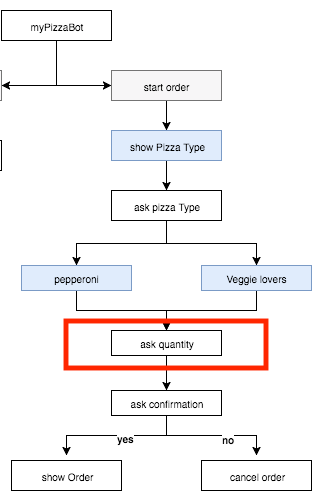 myPizzaBot
start order
show Pizza Type
ask pizza Type
pepperoni
Veggie lovers
ask quantity
ask confirmation
yes
no
show Order
cancel order